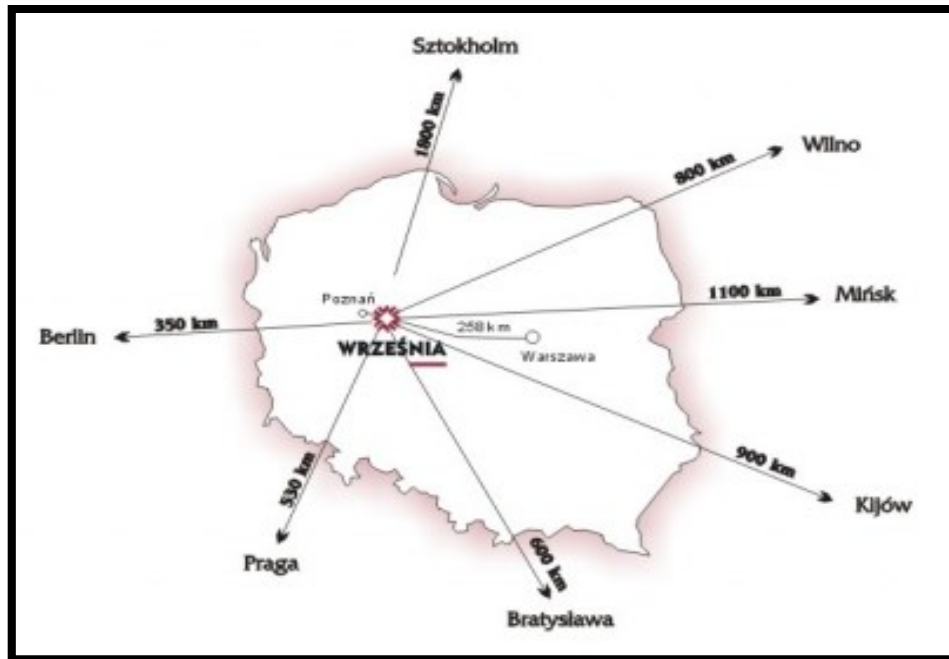 Sztokholm
1800 km
Wilno
800 km
Mińsk
1100 km
Poznań
Berlin
350 km
WRZEŚNIA
258 km
Warszawa
900 km
Kijów
530 km
Praga
600 km
Bratysława